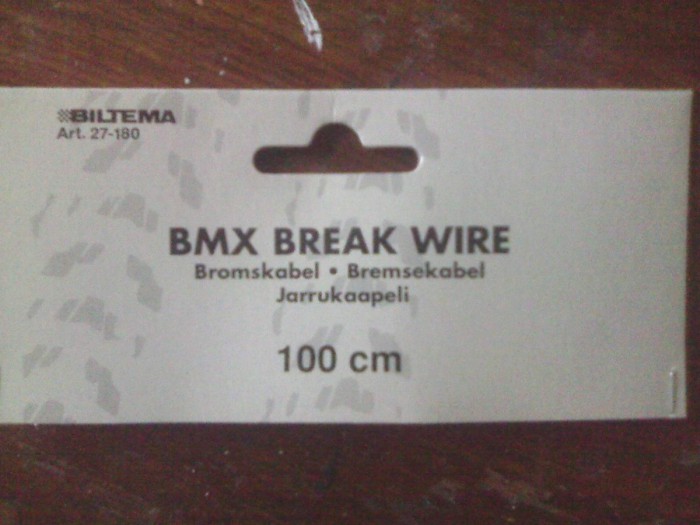 BILTEMA
Art. 27-180
BMX BREAK WIRE
Bromskabel • Bremsekabel
Jarrukaapeli
100 cm